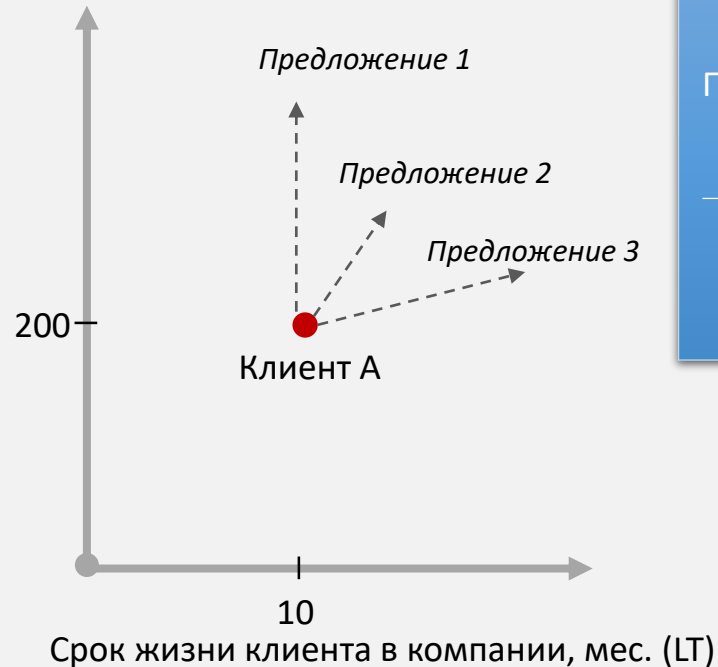 Предложение 1
Предложение 2
Предложение 3
200
Клиент А
10
Срок жизни клиента в компании, мес. (LT)